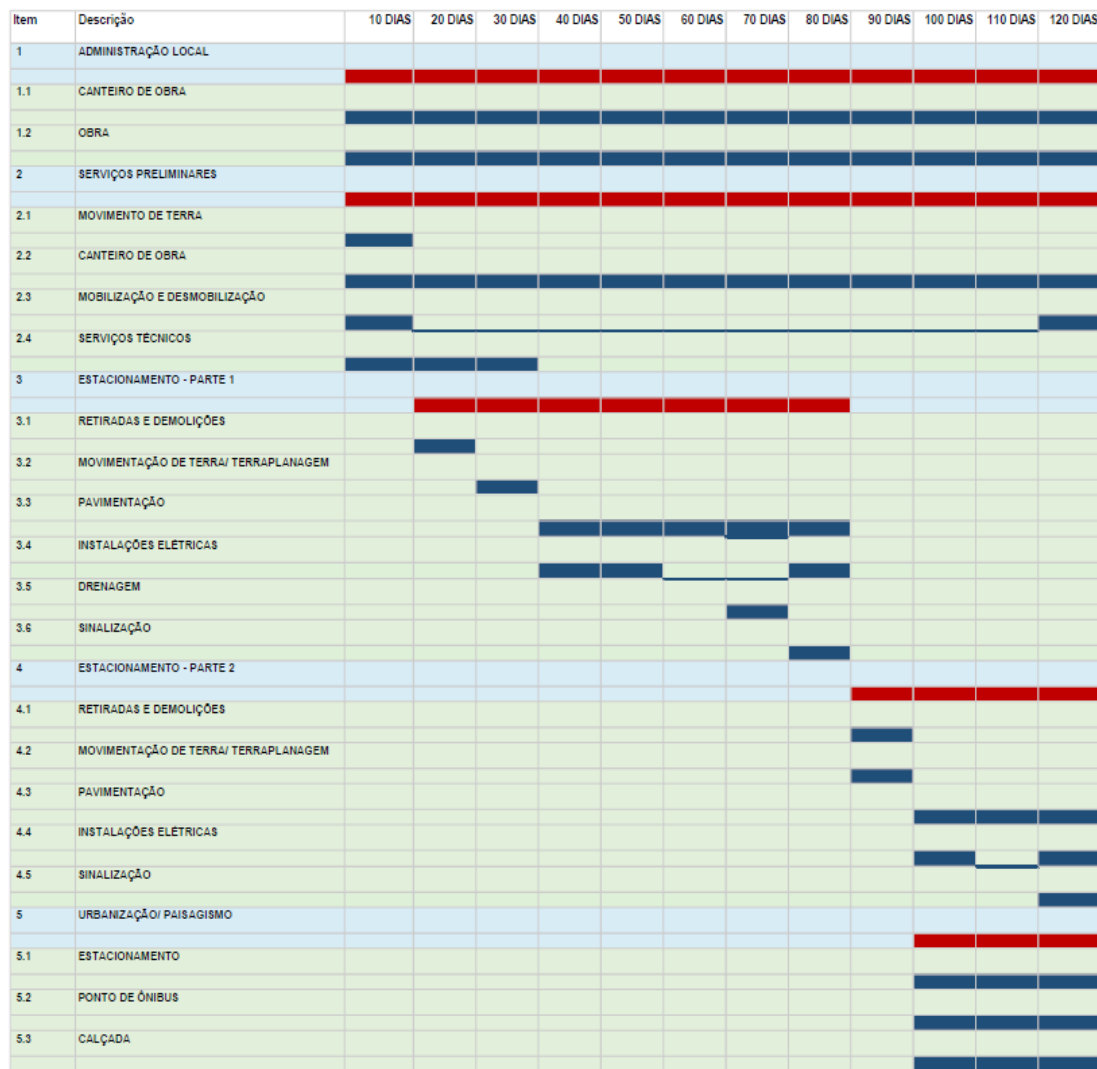 Item Descrição 10 DIAS 20 DIAS 30 DIAS 40 DIAS 50 DIAS 60 DIAS 70 DIAS 80 DIAS 90 DIAS 100 DIAS 110 DIAS 120 DIAS
1 ADMINISTRAÇÃO LOCAL
1.1 CANTEIRO DE OBRA
1.2 OBRA
2 SERVIÇOS PRELIMINARES
2.1 MOVIMENTO DE TERRA
2.2 CANTEIRO DE OBRA
2.3 MOBILIZAÇÃO E DESMOBILIZAÇÃO
2.4 SERVIÇOS TÉCNICOS
3 ESTACIONAMENTO - PARTE 1
3.1 RETIRADAS E DEMOLIÇÕES
3.2 MOVIMENTAÇÃO DE TERRA/ TERRAPLANAGEM
3.3 PAVIMENTAÇÃO
3.4 INSTALAÇÕES ELÉTRICAS
3.5 DRENAGEM
3.6 SINALIZAÇÃO
4 ESTACIONAMENTO - PARTE 2
4.1 RETIRADAS E DEMOLIÇÕES
4.2 MOVIMENTAÇÃO DE TERRA/ TERRAPLANAGEM
4.3 PAVIMENTAÇÃO
4.4 INSTALAÇÕES ELÉTRICAS
4.5 SINALIZAÇÃO
5 URBANIZAÇÃO/ PAISAGISMO
5.1 ESTACIONAMENTO
5.2 PONTO DE ÔNIBUS
5.3 CALÇADA